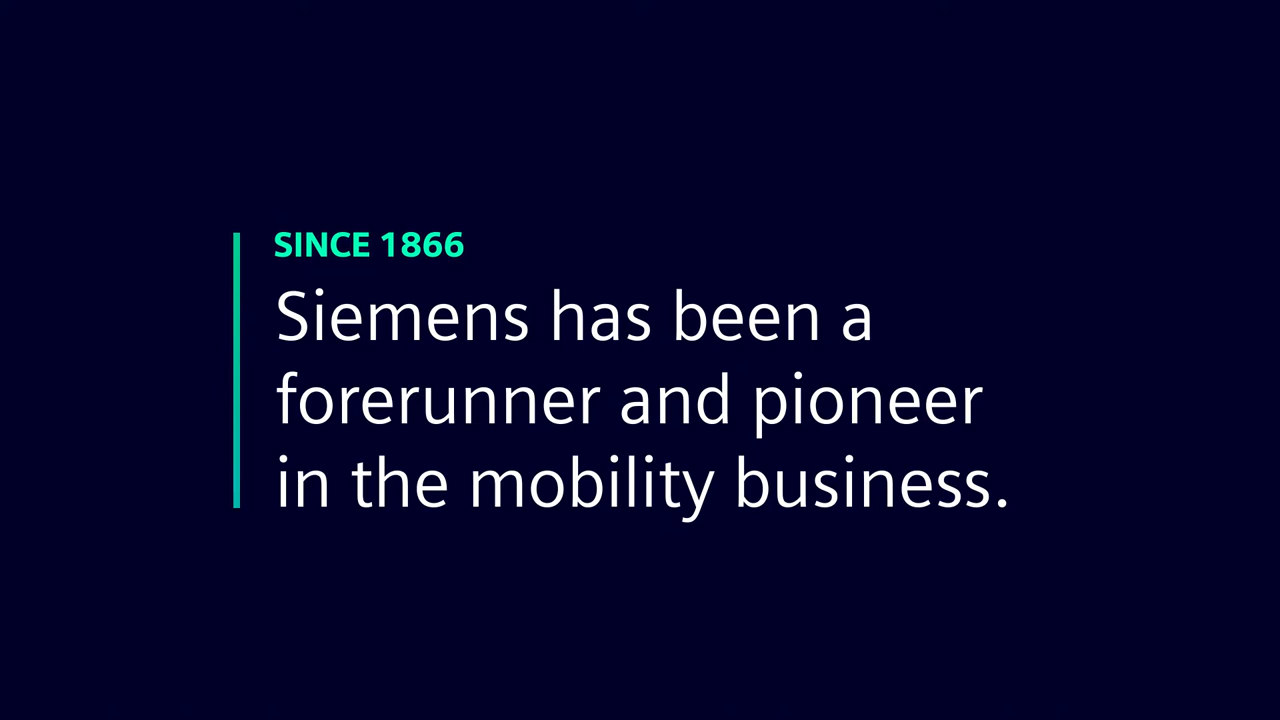 SINCE 1866
Siemens has been a
forerunner and pioneer
in the mobility business.